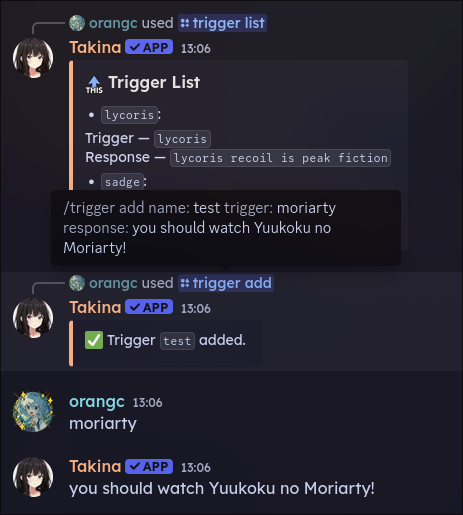 orangc used trigger list
Takina ✓ APP 13:06
THIS Trigger List
• lycoris:
Trigger — lycoris
Response — lycoris recoil is peak fiction
• sadge:
/trigger add name: test trigger: moriarty
response: you should watch Yuukoku no
Moriarty!
orangc used trigger add
Takina ✓ APP 13:06
✅ Trigger test added.
orangc 13:06
moriarty
Takina ✓ APP 13:06
you should watch Yuukoku no Moriarty!